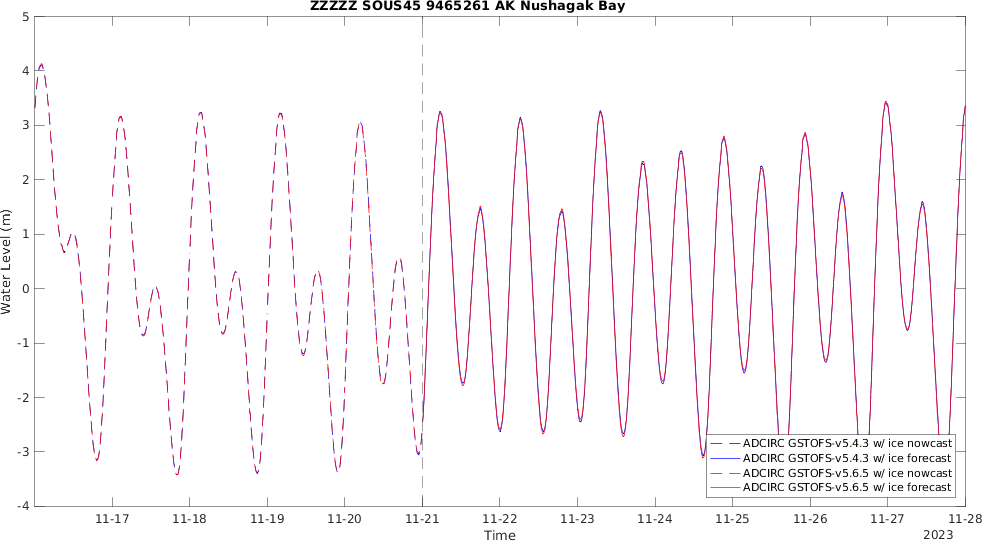 ZZZZZ SOUS45 9465261 AK Nushagak Bay
5
4
3
2
1
0
-1
-2
-3
-4
Water Level (m)
ADCIRC GSTOFS-v5.4.3 w/ ice nowcast
ADCIRC GSTOFS-v5.4.3 w/ ice forecast
ADCIRC GSTOFS-v5.6.5 w/ ice nowcast
ADCIRC GSTOFS-v5.6.5 w/ ice forecast
11-17 11-18 11-19 11-20 11-21 11-22 11-23 11-24 11-25 11-26 11-27 11-28
Time
2023